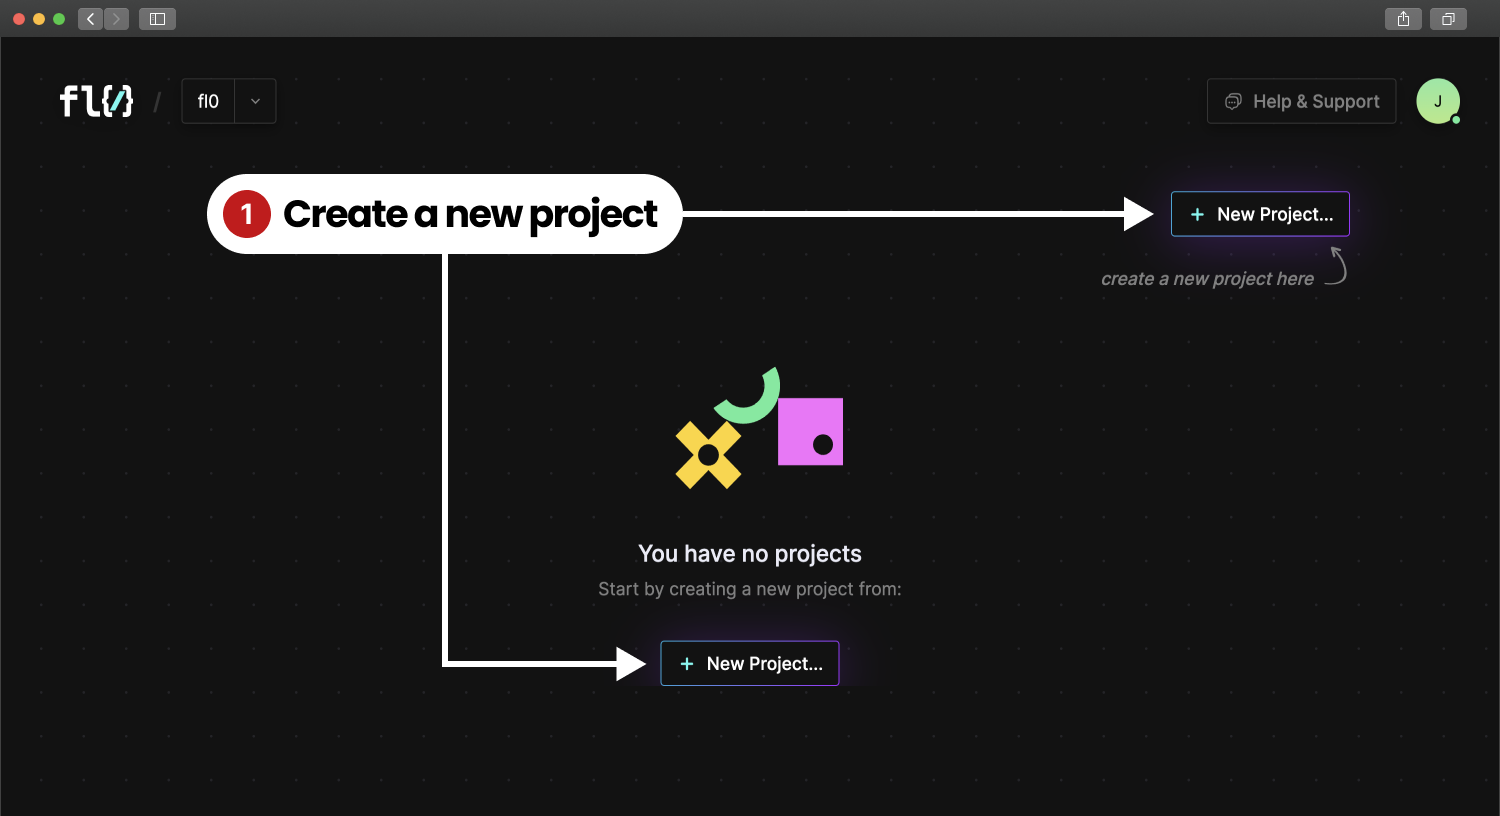 fl{/}
/
fl0
Help & Support
J
1 Create a new project
+ New Project...
create a new project here
You have no projects
Start by creating a new project from:
+ New Project...